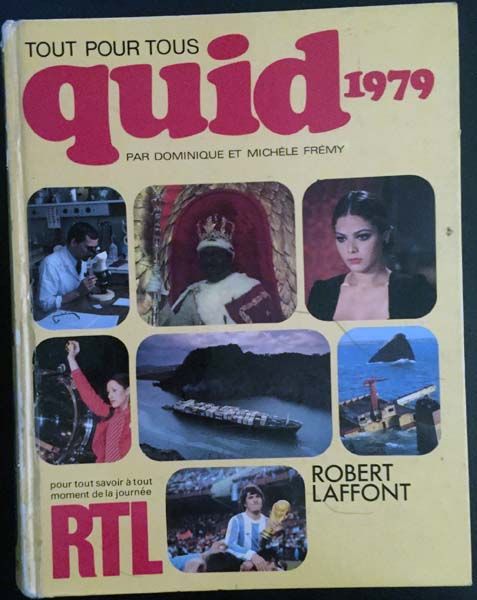 TOUT POUR TOUS
quid 1979
PAR DOMINIQUE ET MICHÈLE FRÉMY
pour tout savoir à tout
moment de la journée
RTL
ROBERT
LAFFONT